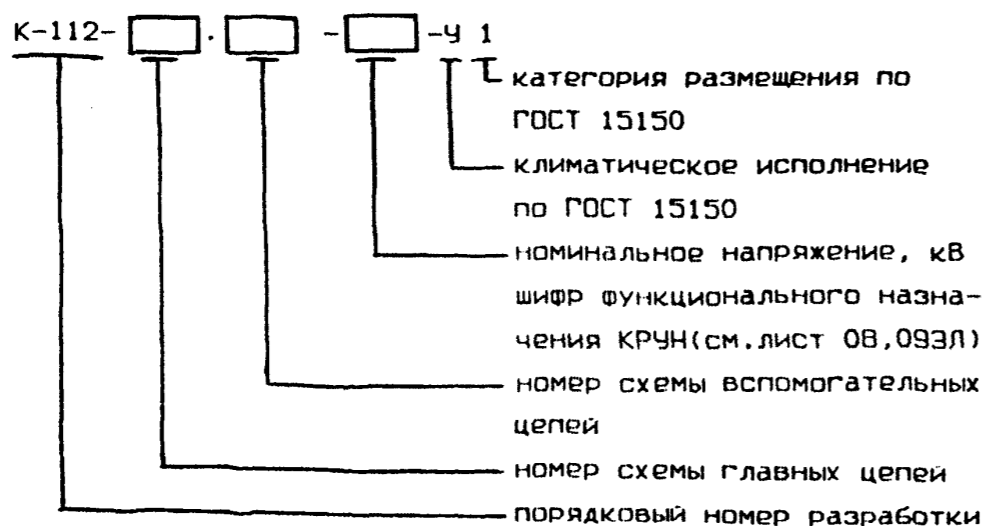 К-112- . - -У 1
категория размещения по
ГОСТ 15150
климатическое исполнение
по ГОСТ 15150
номинальное напряжение, кВ
шифр функционального назна-
чения КРУН(см.лист 08,09ЭЛ)
номер схемы вспомогательных
цепей
номер схемы главных цепей
порядковый номер разработки